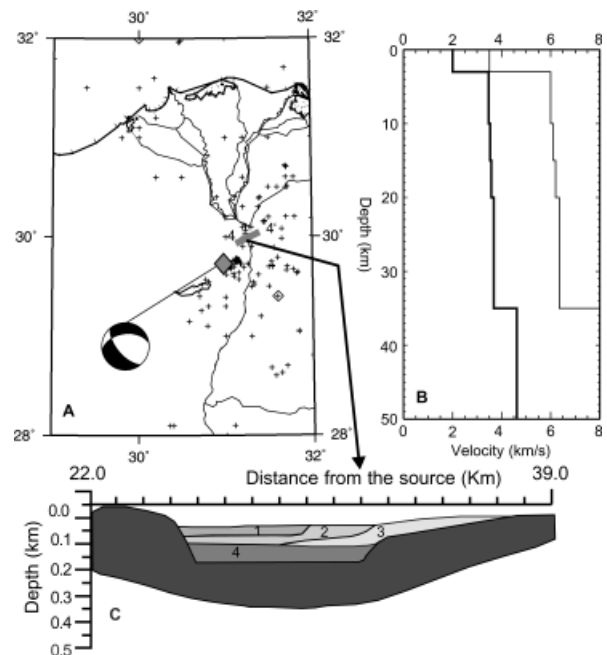 30˚ 32˚
32˚ 32˚
30˚ 30˚
4 4
A
28˚ 28˚
30˚ 32˚
0 2 4 6 8
0
10
20
30
40
50
Depth (km)
B
0 2 4 6 8
Velocity (km/s)
22.0 Distance from the source (Km) 39.0
0.0
0.1
0.2
0.3
0.4
0.5
Depth (km)
1 2 3
4
C